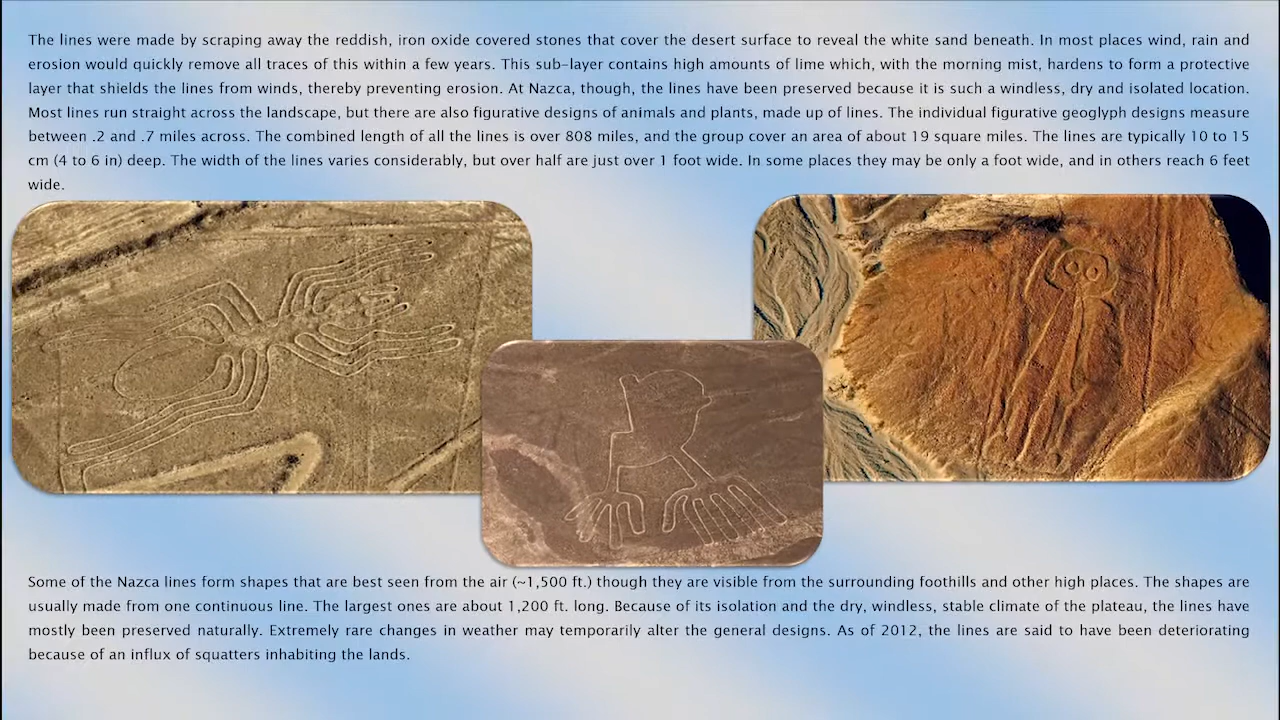 The lines were made by scraping away the reddish, iron oxide covered stones that cover the desert surface to reveal the white sand beneath. In most places wind, rain and
erosion would quickly remove all traces of this within a few years. This sub-layer contains high amounts of lime which, with the morning mist, hardens to form a protective
layer that shields the lines from winds, thereby preventing erosion. At Nazca, though, the lines have been preserved because it is such a windless, dry and isolated location.
Most lines run straight across the landscape, but there are also figurative designs of animals and plants, made up of lines. The individual figurative geoglyph designs measure
between .2 and .7 miles across. The combined length of all the lines is over 808 miles, and the group cover an area of about 19 square miles. The lines are typically 10 to 15
cm (4 to 6 in) deep. The width of the lines varies considerably, but over half are just over 1 foot wide. In some places they may be only a foot wide, and in others reach 6 feet
wide.
Some of the Nazca lines form shapes that are best seen from the air (~1,500 ft.) though they are visible from the surrounding foothills and other high places. The shapes are
usually made from one continuous line. The largest ones are about 1,200 ft. long. Because of its isolation and the dry, windless, stable climate of the plateau, the lines have
mostly been preserved naturally. Extremely rare changes in weather may temporarily alter the general designs. As of 2012, the lines are said to have been deteriorating
because of an influx of squatters inhabiting the lands.